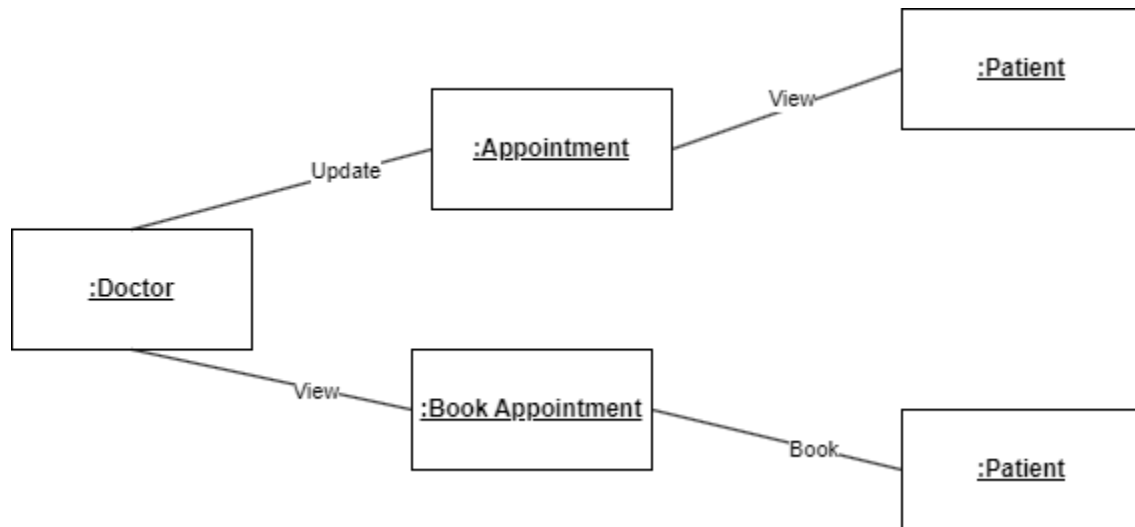 :Patient
View
:Appointment
Update
:Doctor
View
:Book Appointment
Book
:Patient